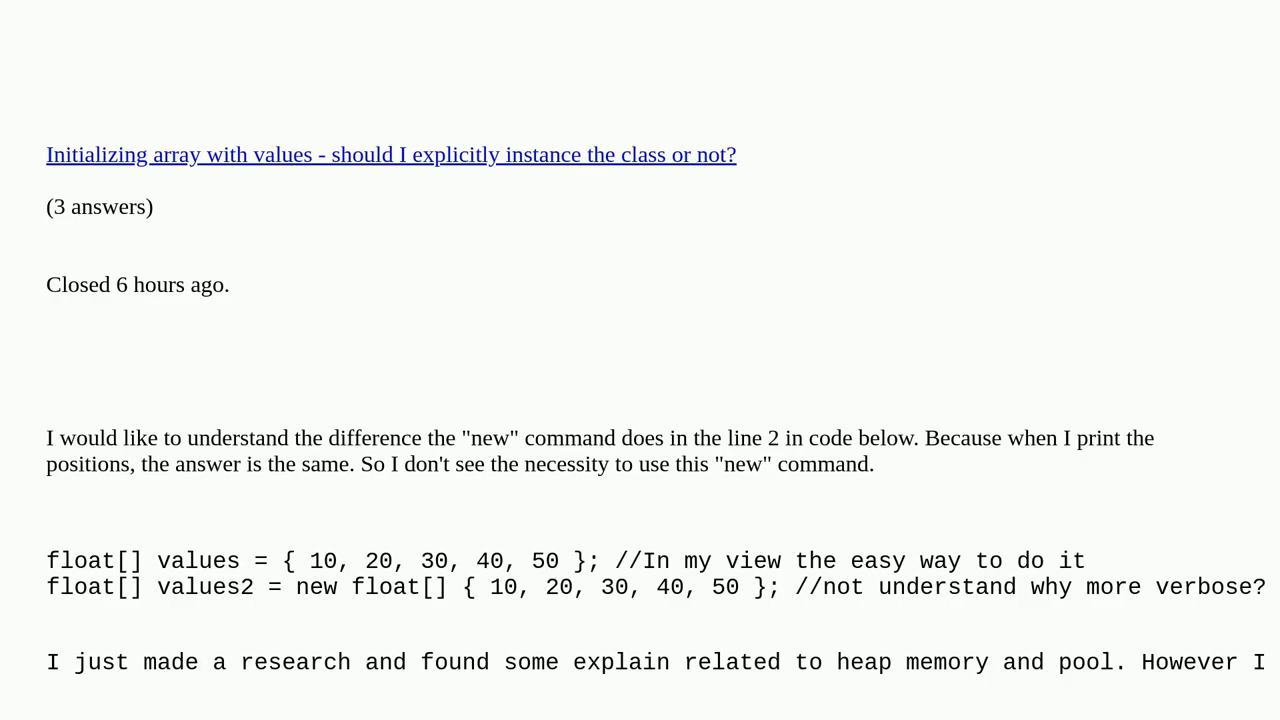 Initializing array with values - should I explicitly instance the class or not?
(3 answers)
Closed 6 hours ago.
I would like to understand the difference the "new" command does in the line 2 in code below. Because when I print the
positions, the answer is the same. So I don't see the necessity to use this "new" command.
float[] values = { 10, 20, 30, 40, 50 }; //In my view the easy way to do it
float[] values2 = new float[] { 10, 20, 30, 40, 50 }; //not understand why more verbose?
I just made a research and found some explain related to heap memory and pool. However I